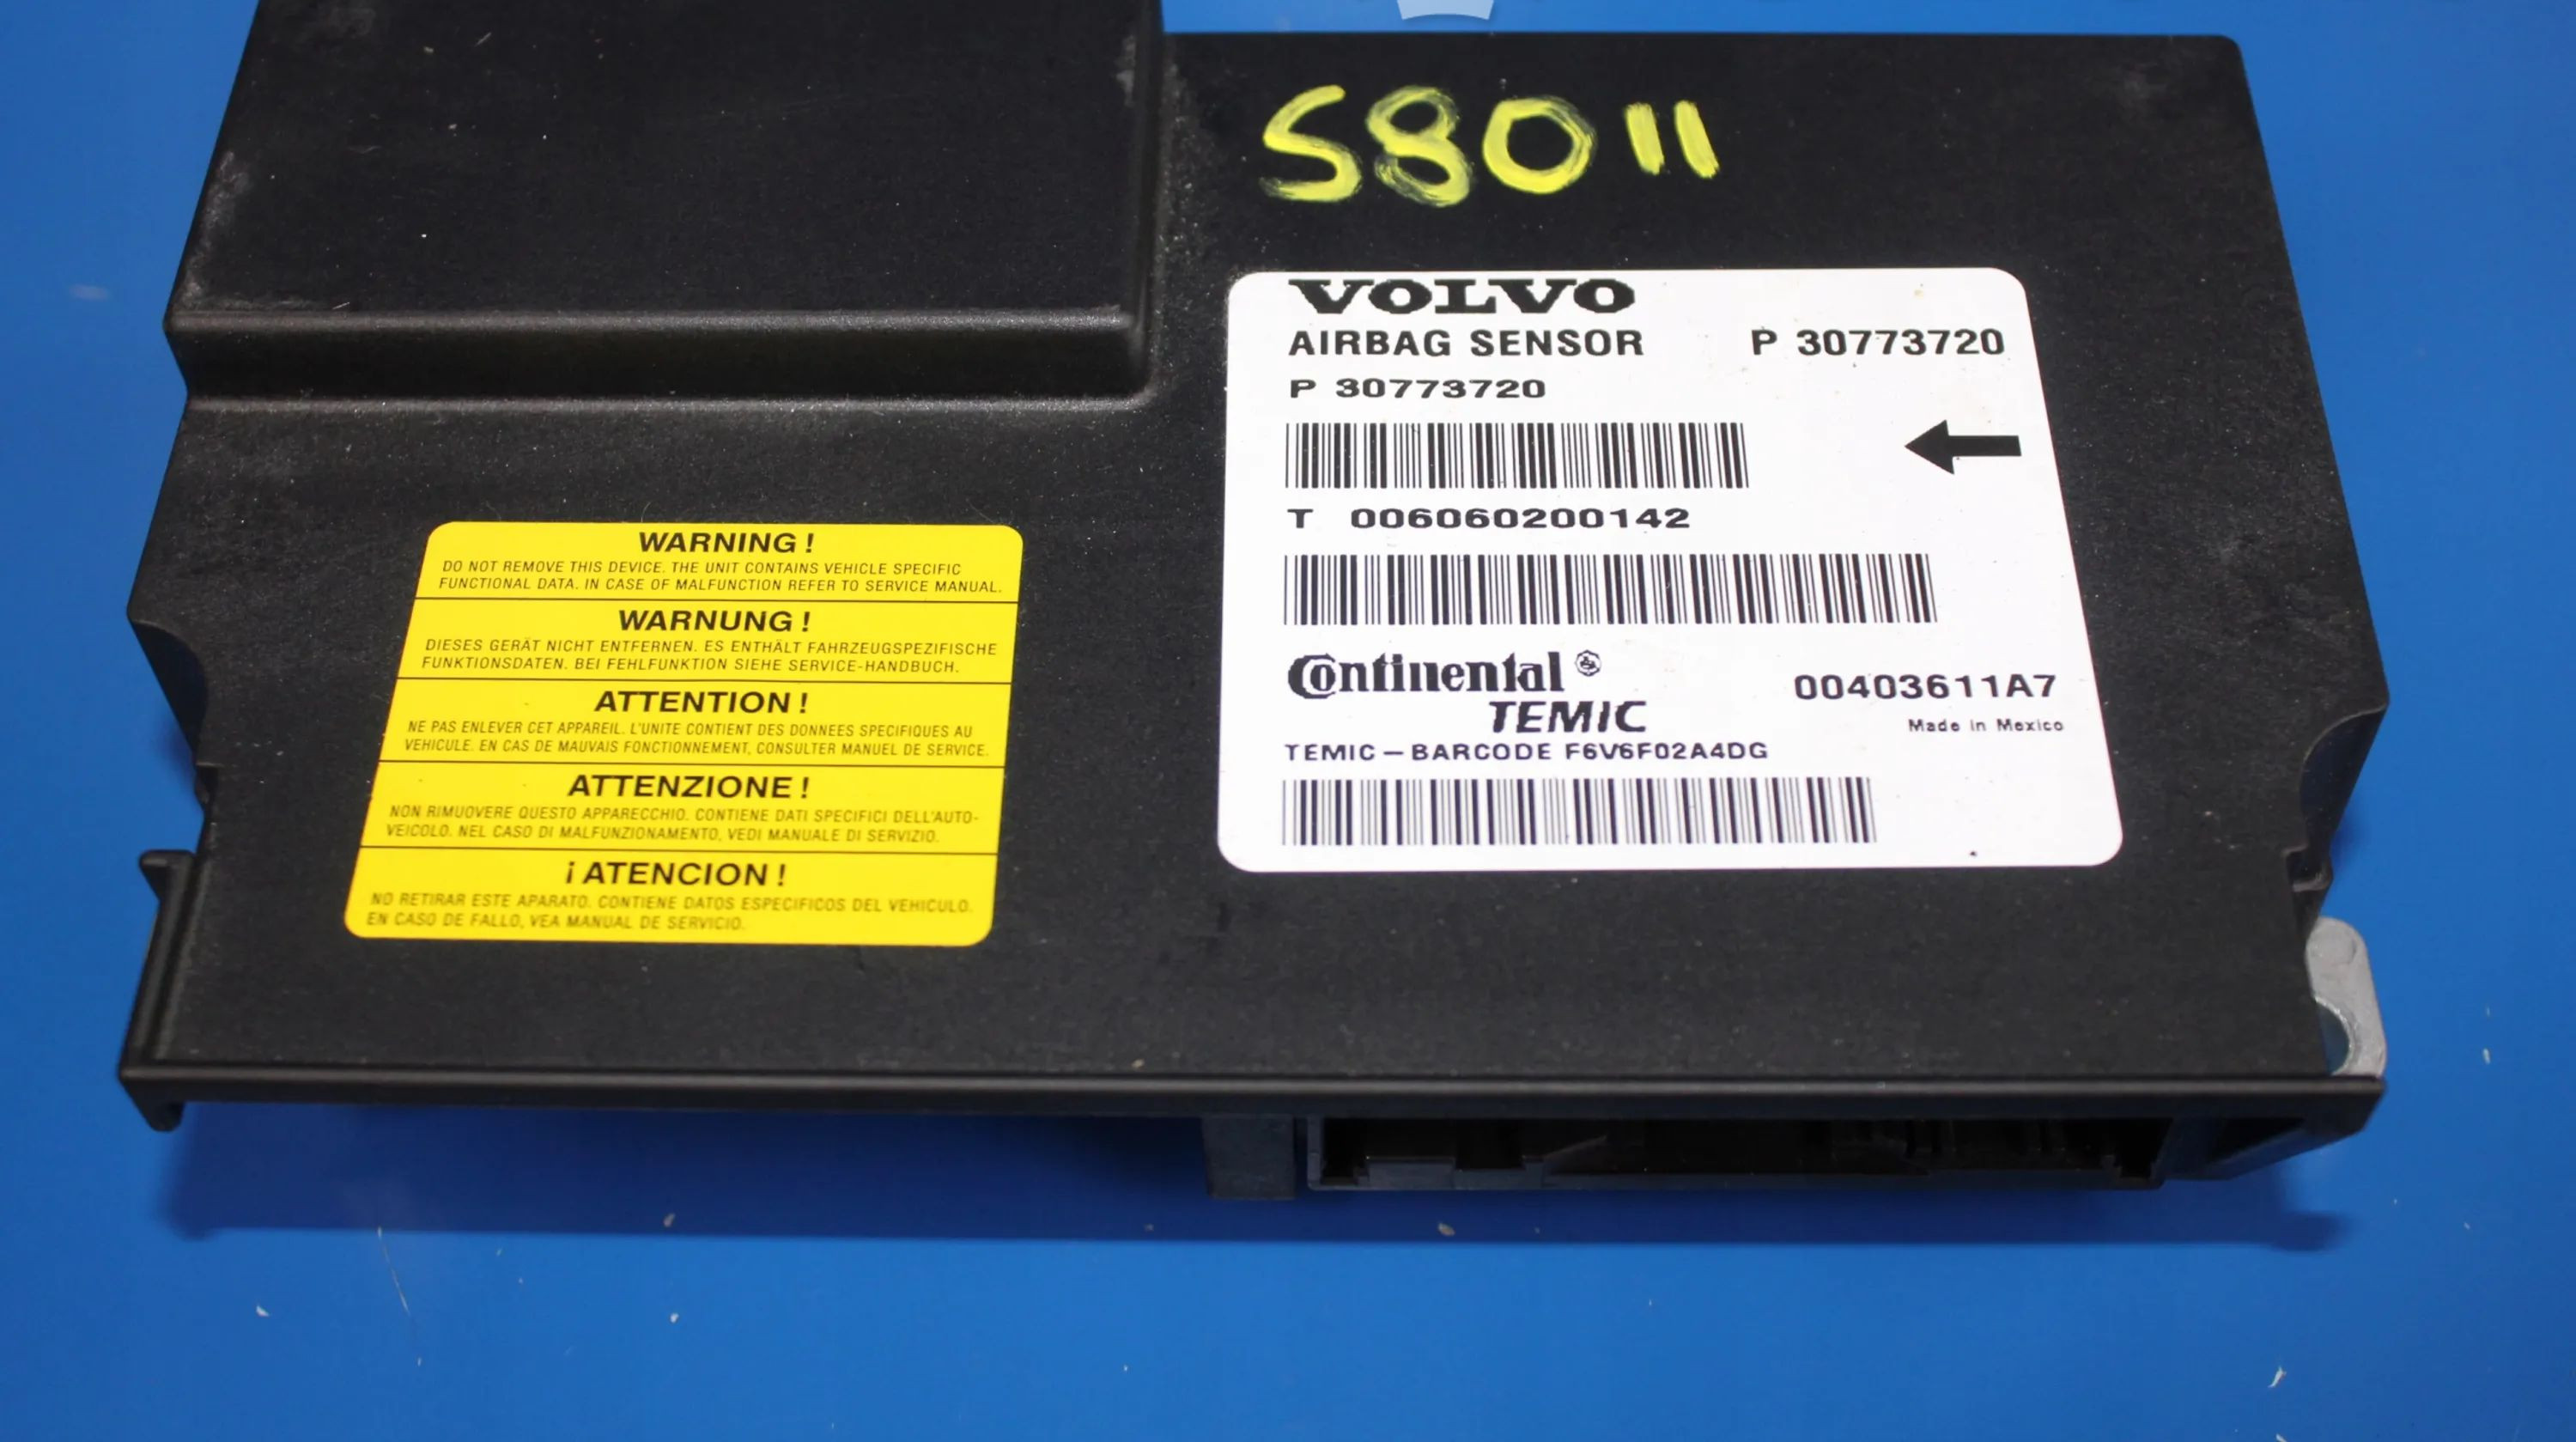 S80 11
VOLVO
AIRBAG SENSOR P 30773720
P 30773720
T 006060200142
Continental ®
TEMIC
00403611A7
Made in Mexico
TEMIC – BARCODE F6V6F02A4DG
WARNING !
DO NOT REMOVE THIS DEVICE. THE UNIT CONTAINS VEHICLE SPECIFIC
FUNCTIONAL DATA. IN CASE OF MALFUNCTION REFER TO SERVICE MANUAL.
WARNUNG !
DIESES GERÄT NICHT ENTFERNEN. ES ENTHÄLT FAHRZEUGSPEZIFISCHE
FUNKTIONSDATEN. BEI FEHLFUNKTION SIEHE SERVICE-HANDBUCH.
ATTENTION !
NE PAS ENLEVER CET APPAREIL. L'UNITE CONTIENT DES DONNEES SPECIFIQUES AU
VEHICULE. EN CAS DE MAUVAIS FONCTIONNEMENT, CONSULTER MANUEL DE SERVICE.
ATTENZIONE !
NON RIMUOVERE QUESTO APPARECCHIO. CONTIENE DATI SPECIFICI DELL'AUTO-
VEICOLO. NEL CASO DI MALFUNZIONAMENTO, VEDI MANUALE DI SERVIZIO.
¡ ATENCION !
NO RETIRAR ESTE APARATO. CONTIENE DATOS ESPECIFICOS DEL VEHICULO.
EN CASO DE FALLO, VEA MANUAL DE SERVICIO.